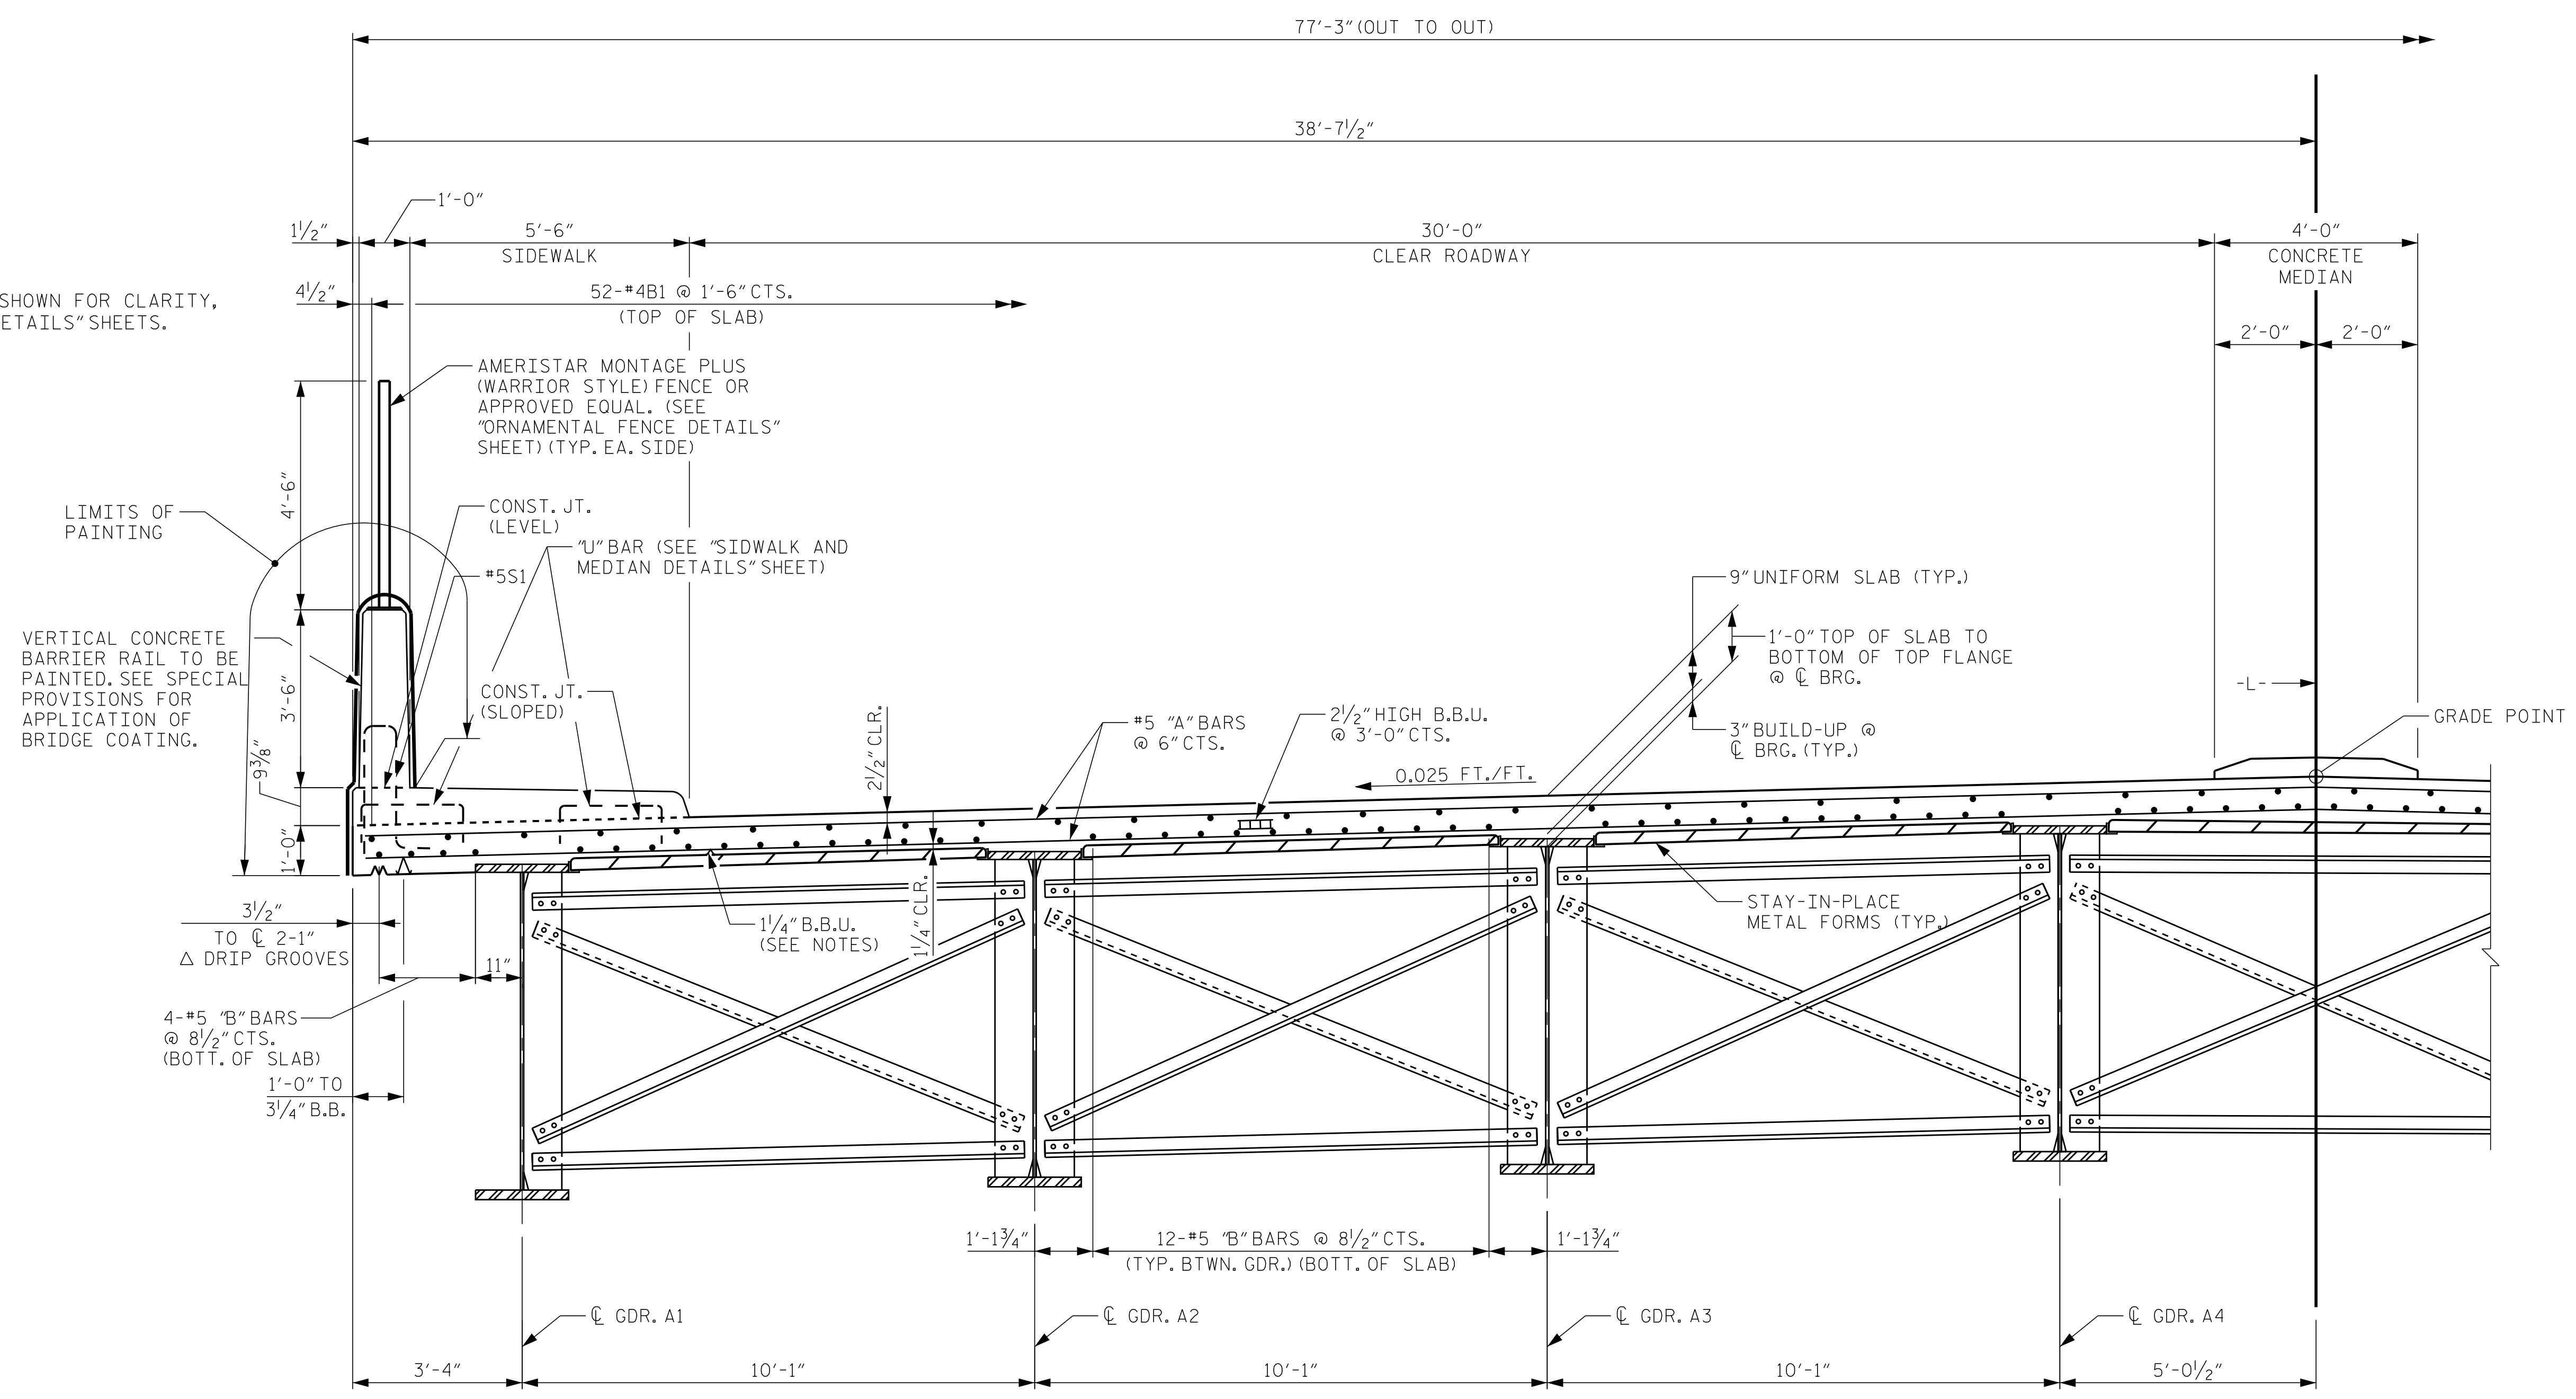 77'-3" (OUT TO OUT)
38'-7½"
1'-0"
1½"
5'-6"
SIDEWALK
30'-0"
CLEAR ROADWAY
4'-0"
CONCRETE
MEDIAN
SHOWN FOR CLARITY,
ETAILS" SHEETS.
4½"
52-#4B1 @ 1'-6" CTS.
(TOP OF SLAB)
2'-0"
2'-0"
AMERISTAR MONTAGE PLUS
(WARRIOR STYLE) FENCE OR
APPROVED EQUAL. (SEE
"ORNAMENTAL FENCE DETAILS"
SHEET) (TYP. EA. SIDE)
4'-6"
LIMITS OF
PAINTING
CONST. JT.
(LEVEL)
"U" BAR (SEE "SIDWALK AND
MEDIAN DETAILS" SHEET)
#5S1
9" UNIFORM SLAB (TYP.)
1'-0" TOP OF SLAB TO
BOTTOM OF TOP FLANGE
@ ℄ BRG.
VERTICAL CONCRETE
BARRIER RAIL TO BE
PAINTED. SEE SPECIAL
PROVISIONS FOR
APPLICATION OF
BRIDGE COATING.
3'-6"
CONST. JT.
(SLOPED)
-L-
2½" CLR.
#5 "A" BARS
@ 6" CTS.
2½" HIGH B.B.U.
@ 3'-0" CTS.
3" BUILD-UP @
℄ BRG. (TYP.)
GRADE POINT
9⅜"
0.025 FT./FT.
1'-0"
3½"
TO ℄ 2-1"
△ DRIP GROOVES
11"
1¼" B.B.U.
(SEE NOTES)
1¼" CLR.
STAY-IN-PLACE
METAL FORMS (TYP.)
4-#5 "B" BARS
@ 8½" CTS.
(BOTT. OF SLAB)
1'-0" TO
3¼" B.B.
1'-1¾"
12-#5 "B" BARS @ 8½" CTS.
(TYP. BTWN. GDR.) (BOTT. OF SLAB)
1'-1¾"
℄ GDR. A1
℄ GDR. A2
℄ GDR. A3
℄ GDR. A4
3'-4"
10'-1"
10'-1"
10'-1"
5'-0½"